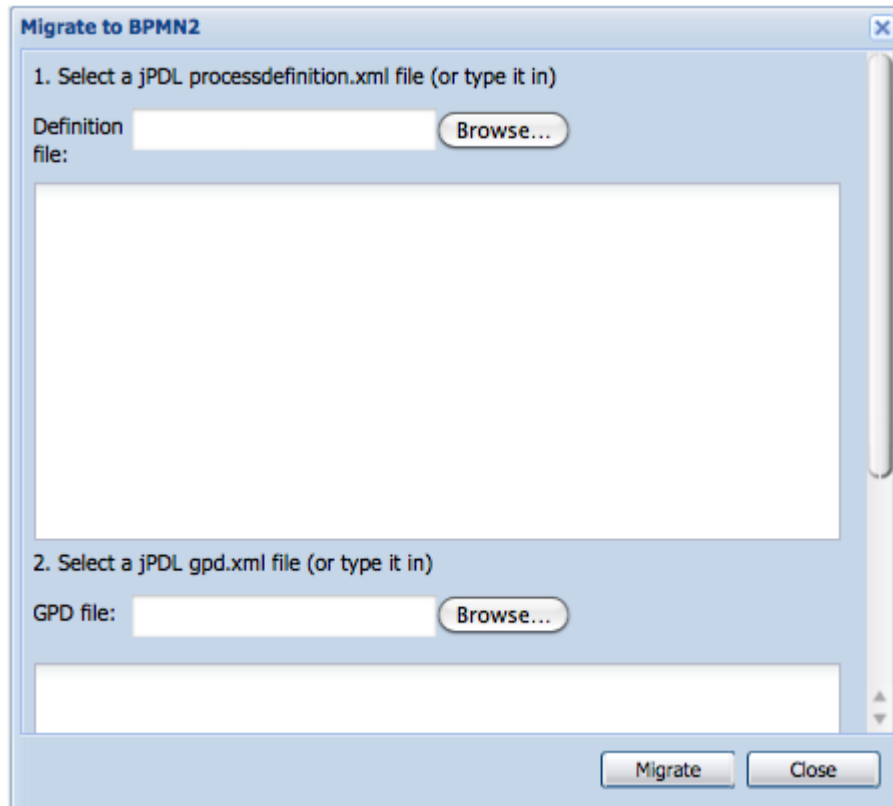 Migrate to BPMN2
1. Select a jPDL processdefinition.xml file (or type it in)
Definition
file:
Browse...
2. Select a jPDL gpd.xml file (or type it in)
GPD file:
Browse...
Migrate
Close